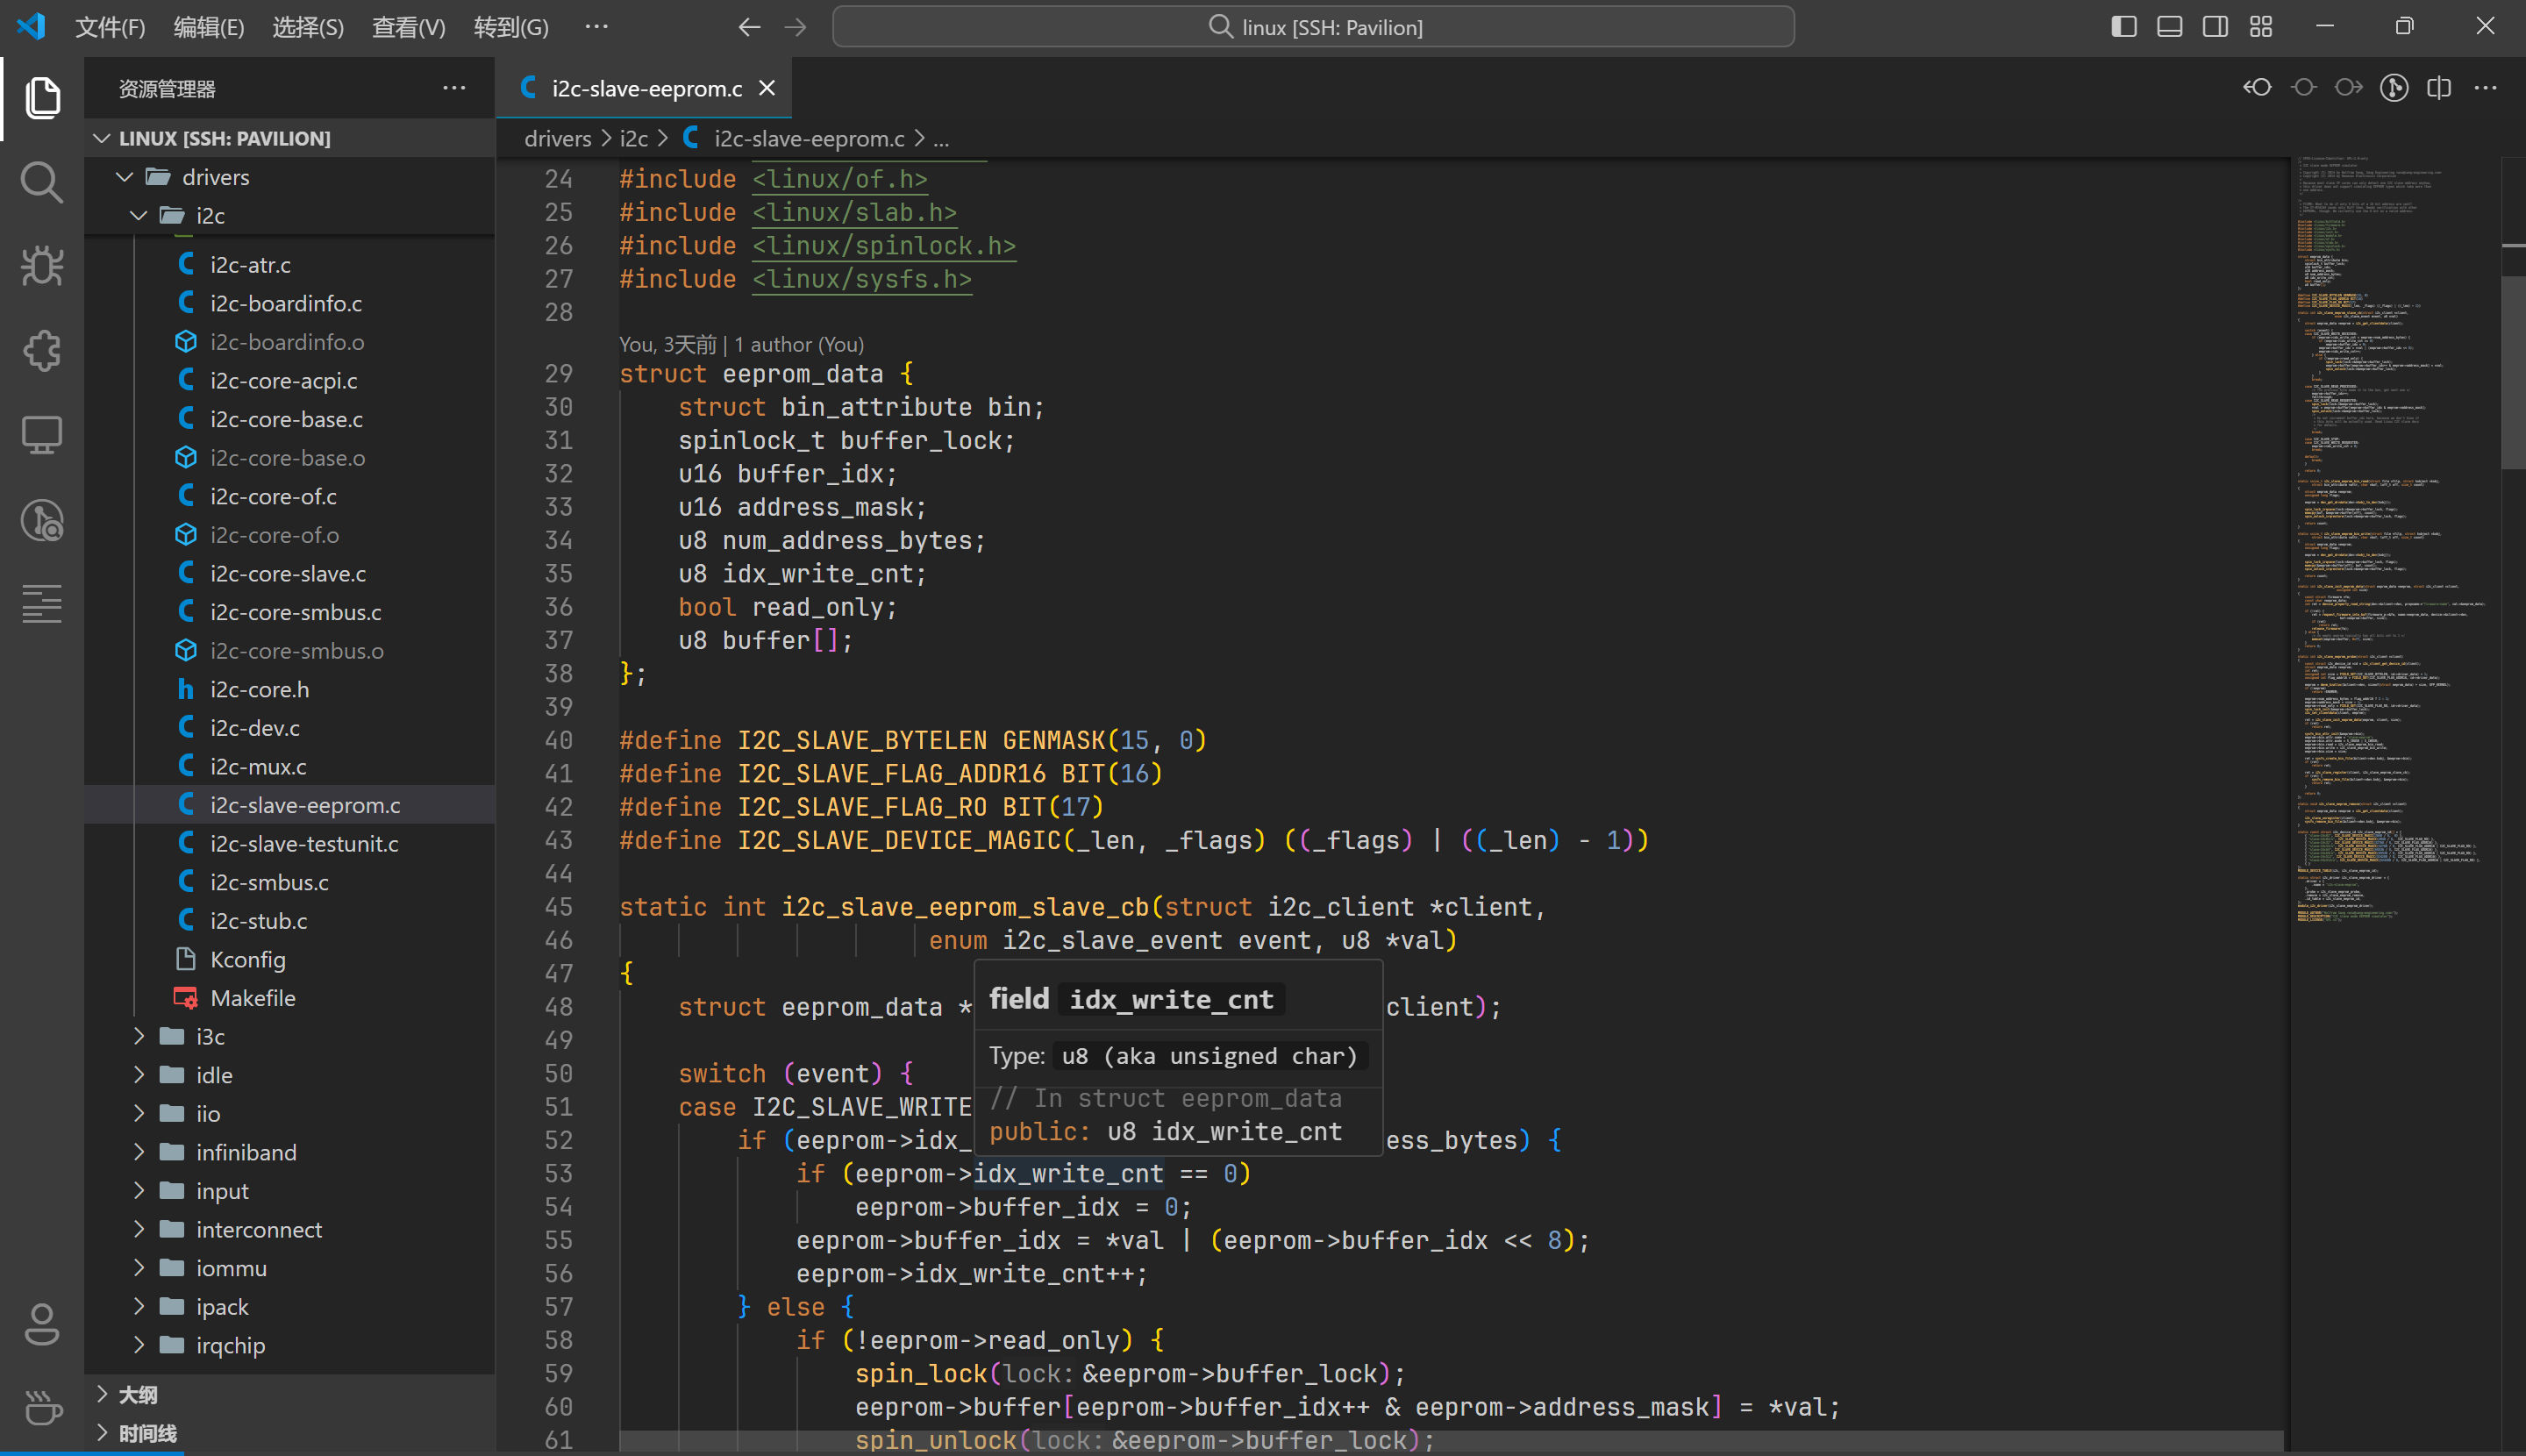 文件(F) 编辑(E) 选择(S) 查看(V) 转到(G) ··· linux [SSH: Pavilion]
资源管理器 ···
LINUX [SSH: PAVILION]
drivers
i2c
i2c-atr.c
i2c-boardinfo.c
i2c-boardinfo.o
i2c-core-acpi.c
i2c-core-base.c
i2c-core-base.o
i2c-core-of.c
i2c-core-of.o
i2c-core-slave.c
i2c-core-smbus.c
i2c-core-smbus.o
i2c-core.h
i2c-dev.c
i2c-mux.c
i2c-slave-eeprom.c
i2c-slave-testunit.c
i2c-smbus.c
i2c-stub.c
Kconfig
Makefile
i3c
idle
iio
infiniband
input
interconnect
iommu
ipack
irqchip
大纲
时间线
i2c-slave-eeprom.c
drivers > i2c > i2c-slave-eeprom.c > ...
24 #include <linux/of.h>
25 #include <linux/slab.h>
26 #include <linux/spinlock.h>
27 #include <linux/sysfs.h>
28
You, 3天前 | 1 author (You)
29 struct eeprom_data {
30 struct bin_attribute bin;
31 spinlock_t buffer_lock;
32 u16 buffer_idx;
33 u16 address_mask;
34 u8 num_address_bytes;
35 u8 idx_write_cnt;
36 bool read_only;
37 u8 buffer[];
38 };
39
40 #define I2C_SLAVE_BYTELEN GENMASK(15, 0)
41 #define I2C_SLAVE_FLAG_ADDR16 BIT(16)
42 #define I2C_SLAVE_FLAG_RO BIT(17)
43 #define I2C_SLAVE_DEVICE_MAGIC(_len, _flags) ((_flags) | ((_len) - 1))
44
45 static int i2c_slave_eeprom_slave_cb(struct i2c_client *client,
46 enum i2c_slave_event event, u8 *val)
47 {
48 struct eeprom_data * client);
49
50 switch (event) {
51 case I2C_SLAVE_WRITE
52 if (eeprom->idx_ ess_bytes) {
53 if (eeprom->idx_write_cnt == 0)
54 eeprom->buffer_idx = 0;
55 eeprom->buffer_idx = *val | (eeprom->buffer_idx << 8);
56 eeprom->idx_write_cnt++;
57 } else {
58 if (!eeprom->read_only) {
59 spin_lock(lock: &eeprom->buffer_lock);
60 eeprom->buffer[eeprom->buffer_idx++ & eeprom->address_mask] = *val;
61 spin_unlock(lock: &eeprom->buffer_lock);
field idx_write_cnt
Type: u8 (aka unsigned char)
// In struct eeprom_data
public: u8 idx_write_cnt